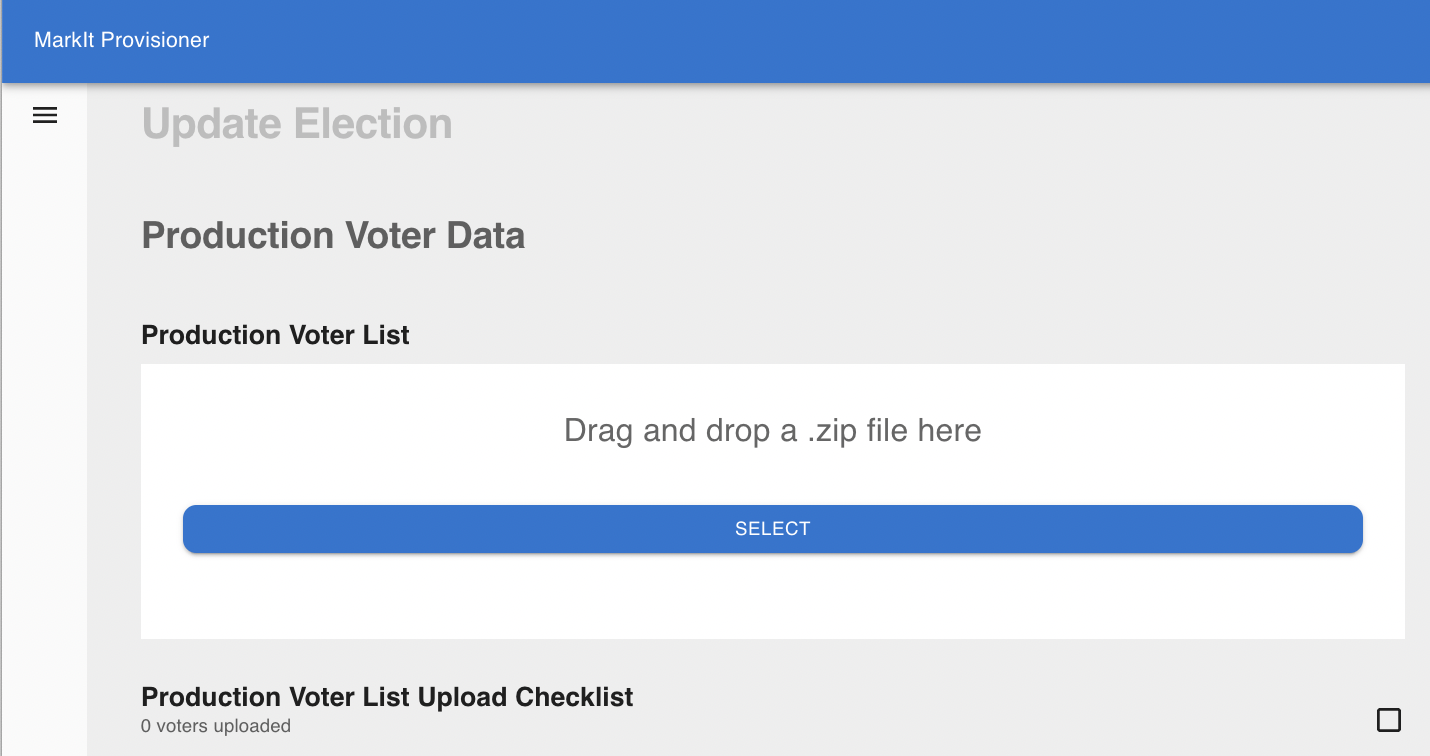 MarkIt Provisioner
Update Election
Production Voter Data
Production Voter List
Drag and drop a .zip file here
SELECT
Production Voter List Upload Checklist
0 voters uploaded